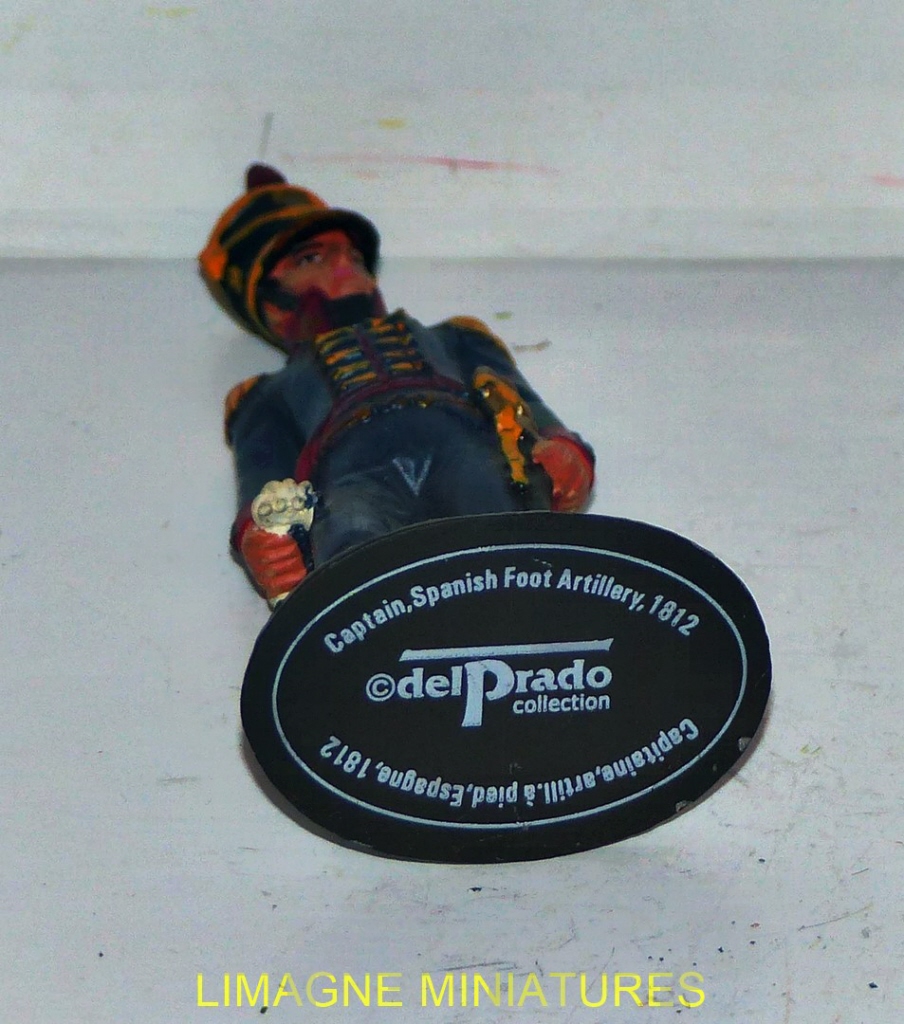 Captain,Spanish Foot Artillery, 1812
©delPrado
collection
Capitaine,artill.à pied,Espagne, 1812
LIMAGNE MINIATURES